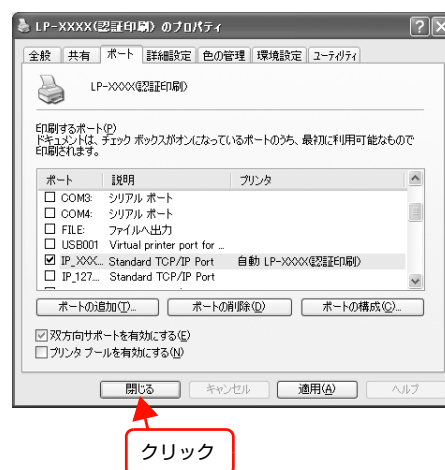 LP-XXXX(認証印刷) のプロパティ
全般 共有 ポート 詳細設定 色の管理 環境設定 ユーティリティ
LP-XXXX(認証印刷)
印刷するポート(P)
ドキュメントは、チェック ボックスがオンになっているポートのうち、最初に利用可能なもので
印刷されます。
ポート 説明 プリンタ
COM3: シリアル ポート
COM4: シリアル ポート
FILE: ファイルへ出力
USB001 Virtual printer port for ...
IP_XXX... Standard TCP/IP Port 自動 LP-XXXX(認証印刷)
IP_127... Standard TCP/IP Port
ポートの追加(T)... ポートの削除(D) ポートの構成(C)...
双方向サポートを有効にする(E)
プリンタ プールを有効にする(N)
閉じる キャンセル 適用(A) ヘルプ
クリック